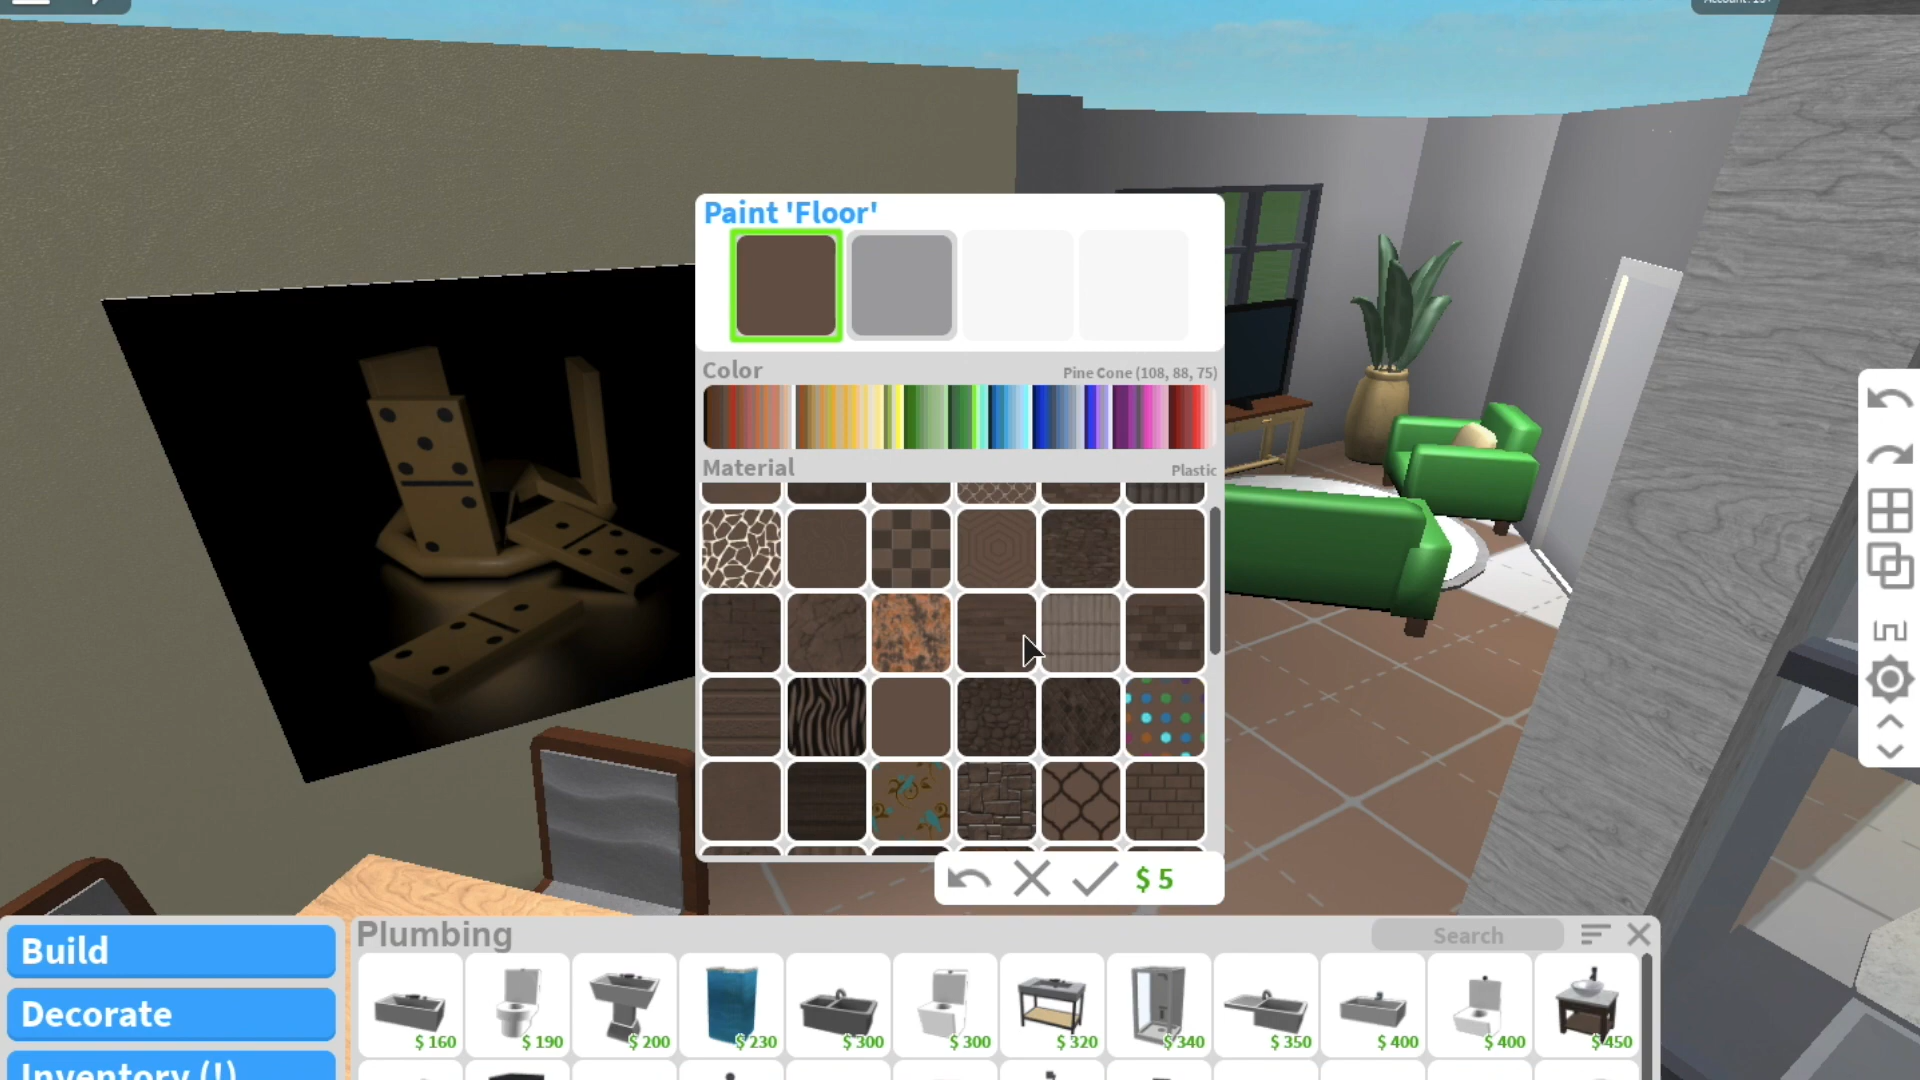 Paint 'Floor'
Color
Pine Cone (108, 88, 75)
Material
Plastic
$ 5
Build
Decorate
Inventory (!)
Plumbing
Search
$ 160
$ 190
$ 200
$ 230
$ 300
$ 300
$ 320
$ 340
$ 350
$ 400
$ 400
$ 450